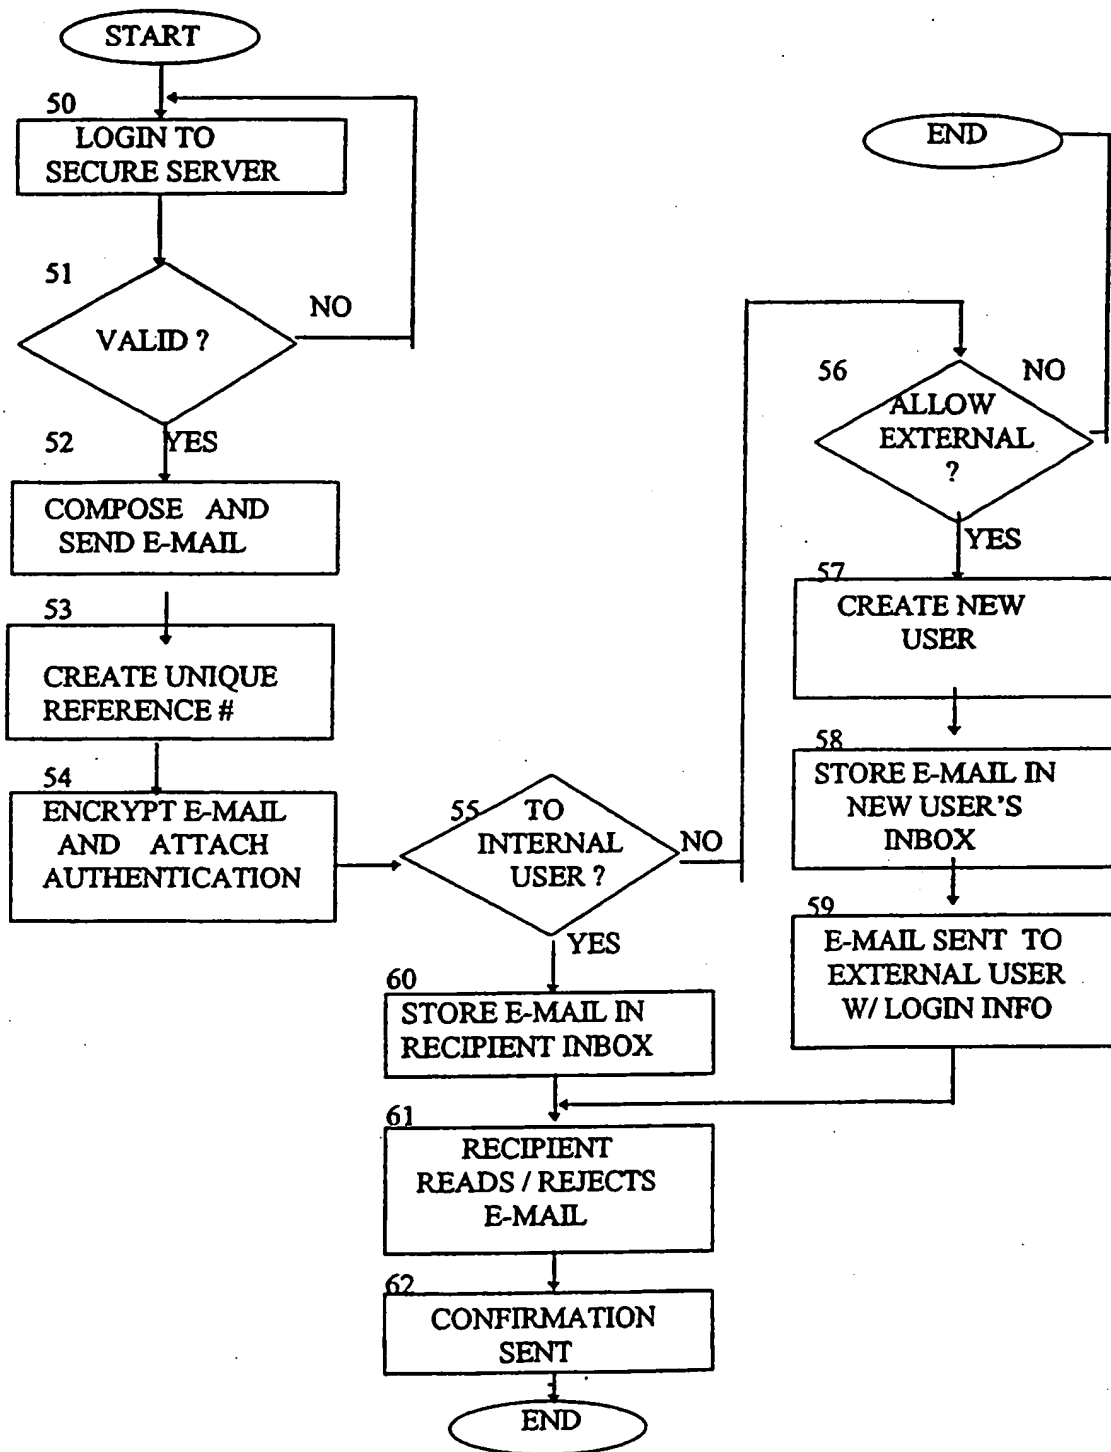 START
50
LOGIN TO
SECURE SERVER
51
VALID ?
NO
YES
52
COMPOSE AND
SEND E-MAIL
53
CREATE UNIQUE
REFERENCE #
54
ENCRYPT E-MAIL
AND ATTACH
AUTHENTICATION
55
TO
INTERNAL
USER ?
NO
YES
END
56
ALLOW
EXTERNAL
?
NO
YES
57
CREATE NEW
USER
58
STORE E-MAIL IN
NEW USER'S
INBOX
59
E-MAIL SENT TO
EXTERNAL USER
W/ LOGIN INFO
60
STORE E-MAIL IN
RECIPIENT INBOX
61
RECIPIENT
READS / REJECTS
E-MAIL
62
CONFIRMATION
SENT
END